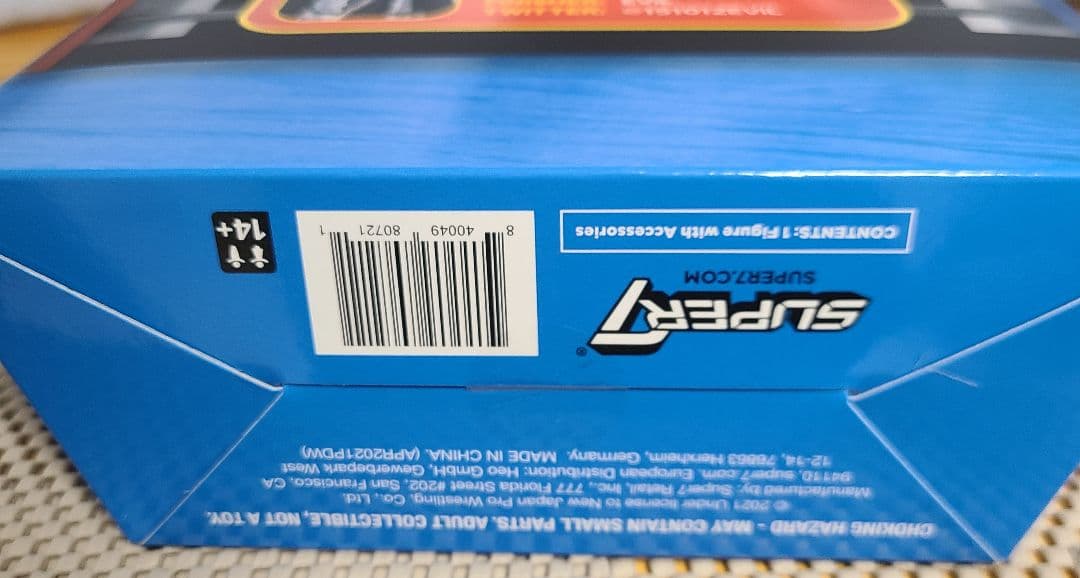 CHOKING HAZARD - MAY CONTAIN SMALL PARTS. ADULT COLLECTIBLE, NOT A TOY.
© 2021 Under license to New Japan Pro Wrestling, Co., Ltd.
Manufactured by: Super7 Retail, Inc., 777 Florida Street #202, San Francisco, CA
94110, super7.com. European Distribution: Heo GmbH, Gewerbepark West
12-14, 76863 Herxheim, Germany. MADE IN CHINA. (APR2021PDW)
SUPER7®
SUPER7.COM
CONTENTS: 1 Figure with Accessories
8 40049 80721 1
14+